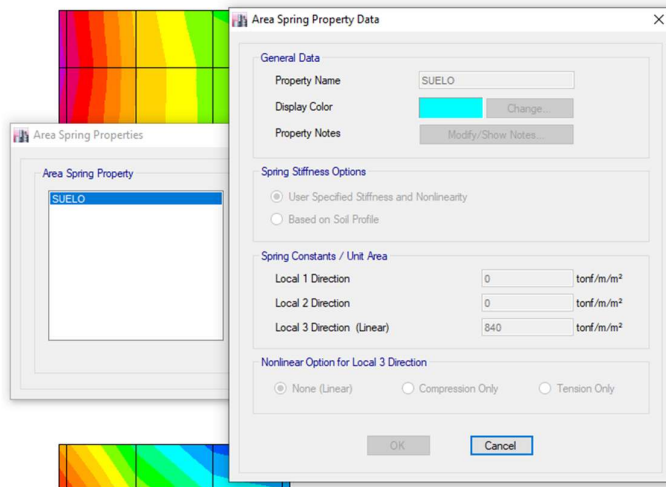 Area Spring Property Data
General Data
Property Name SUELO
Display Color Change...
Property Notes Modify/Show Notes...
Area Spring Properties
Area Spring Property
SUELO
Spring Stiffness Options
User Specified Stiffness and Nonlinearity
Based on Soil Profile
Spring Constants / Unit Area
Local 1 Direction 0 tonf/m/m²
Local 2 Direction 0 tonf/m/m²
Local 3 Direction (Linear) 840 tonf/m/m²
Nonlinear Option for Local 3 Direction
None (Linear) Compression Only Tension Only
OK Cancel